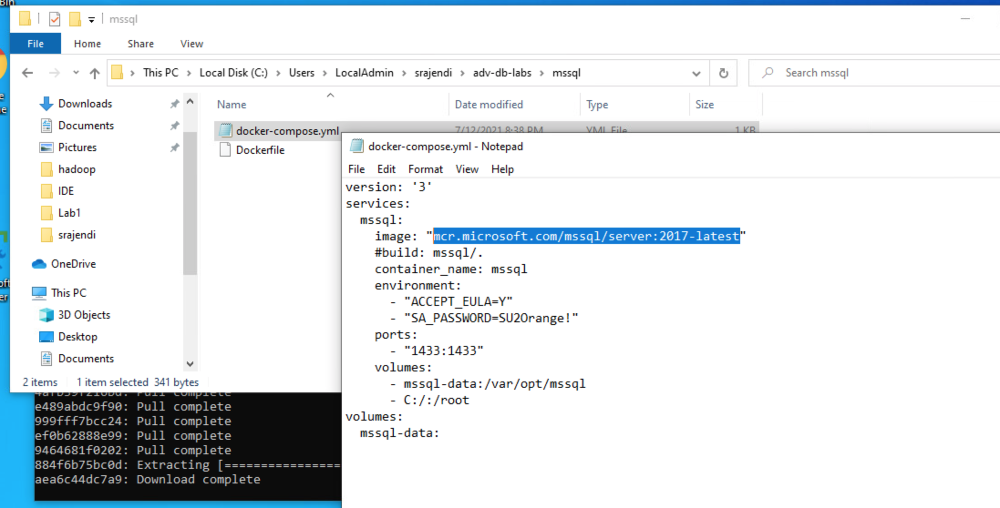 Bin
mssql
File Home Share View
This PC Local Disk (C:) Users LocalAdmin srajendi adv-db-labs mssql
Search mssql
Downloads
Documents
Pictures
hadoop
IDE
Lab1
srajendi
OneDrive
This PC
3D Objects
Desktop
Documents
Name Date modified Type Size
docker-compose.yml 7/12/2021 8:38 PM YML File 1 KB
Dockerfile
2 items 1 item selected 341 bytes
docker-compose.yml - Notepad
File Edit Format View Help
version: '3'
services:
  mssql:
    image: "mcr.microsoft.com/mssql/server:2017-latest"
    #build: mssql/.
    container_name: mssql
    environment:
      - "ACCEPT_EULA=Y"
      - "SA_PASSWORD=SU2Orange!"
    ports:
      - "1433:1433"
    volumes:
      - mssql-data:/var/opt/mssql
      - C:/:/root
volumes:
  mssql-data:
Pull complete
e489abdc9f90: Pull complete
999fff7bcc24: Pull complete
ef0b62888e99: Pull complete
9464681f0202: Pull complete
884f6b75bc0d: Extracting [================
aea6c44dc7a9: Download complete